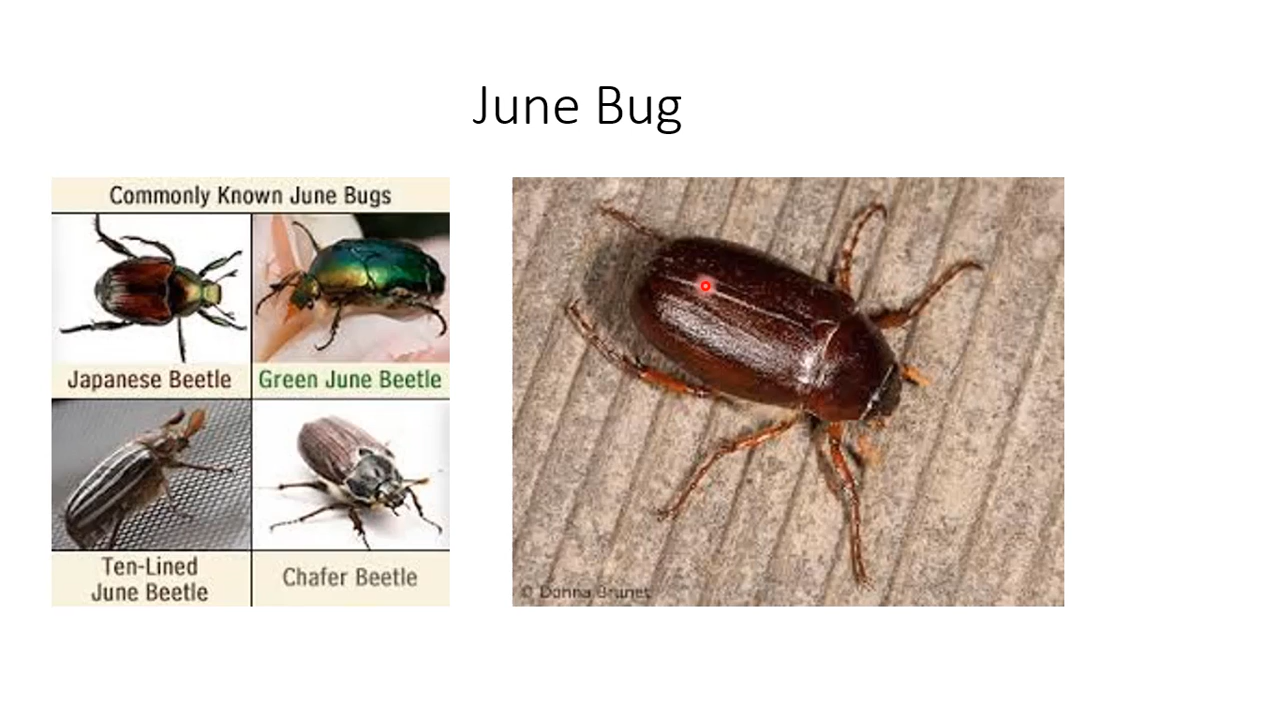 June Bug
Commonly Known June Bugs
Japanese Beetle
Green June Beetle
Ten-Lined
June Beetle
Chafer Beetle
© Donna Brunet